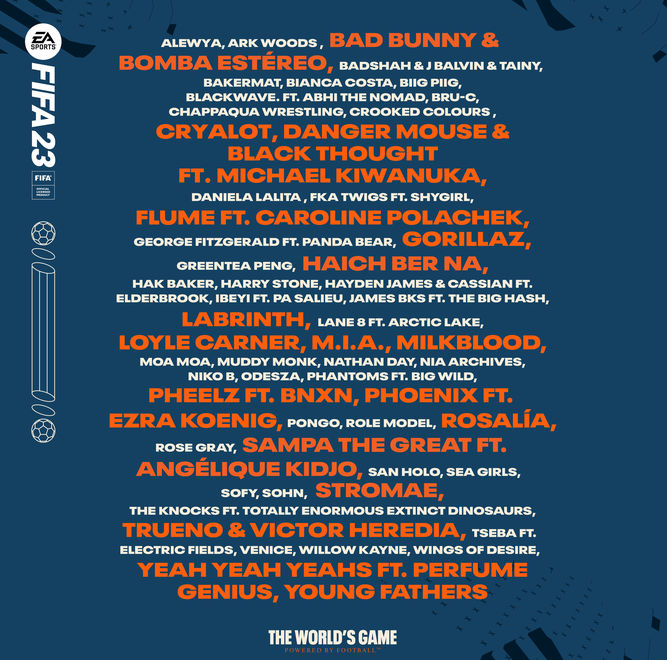 EA
SPORTS
FIFA 23
FIFA
OFFICIAL
LICENSED
PRODUCT
ALEWYA, ARK WOODS , BAD BUNNY &
BOMBA ESTÉREO, BADSHAH & J BALVIN & TAINY,
BAKERMAT, BIANCA COSTA, BIIG PIIG,
BLACKWAVE. FT. ABHI THE NOMAD, BRU-C,
CHAPPAQUA WRESTLING, CROOKED COLOURS ,
CRYALOT, DANGER MOUSE &
BLACK THOUGHT
FT. MICHAEL KIWANUKA,
DANIELA LALITA , FKA TWIGS FT. SHYGIRL,
FLUME FT. CAROLINE POLACHEK,
GEORGE FITZGERALD FT. PANDA BEAR, GORILLAZ,
GREENTEA PENG, HAICH BER NA,
HAK BAKER, HARRY STONE, HAYDEN JAMES & CASSIAN FT.
ELDERBROOK, IBEYI FT. PA SALIEU, JAMES BKS FT. THE BIG HASH,
LABRINTH, LANE 8 FT. ARCTIC LAKE,
LOYLE CARNER, M.I.A., MILKBLOOD,
MOA MOA, MUDDY MONK, NATHAN DAY, NIA ARCHIVES,
NIKO B, ODESZA, PHANTOMS FT. BIG WILD,
PHEELZ FT. BNXN, PHOENIX FT.
EZRA KOENIG, PONGO, ROLE MODEL, ROSALÍA,
ROSE GRAY, SAMPA THE GREAT FT.
ANGÉLIQUE KIDJO, SAN HOLO, SEA GIRLS,
SOFY, SOHN, STROMAE,
THE KNOCKS FT. TOTALLY ENORMOUS EXTINCT DINOSAURS,
TRUENO & VICTOR HEREDIA, TSEBA FT.
ELECTRIC FIELDS, VENICE, WILLOW KAYNE, WINGS OF DESIRE,
YEAH YEAH YEAHS FT. PERFUME
GENIUS, YOUNG FATHERS
THE WORLD'S GAME
POWERED BY FOOTBALL™